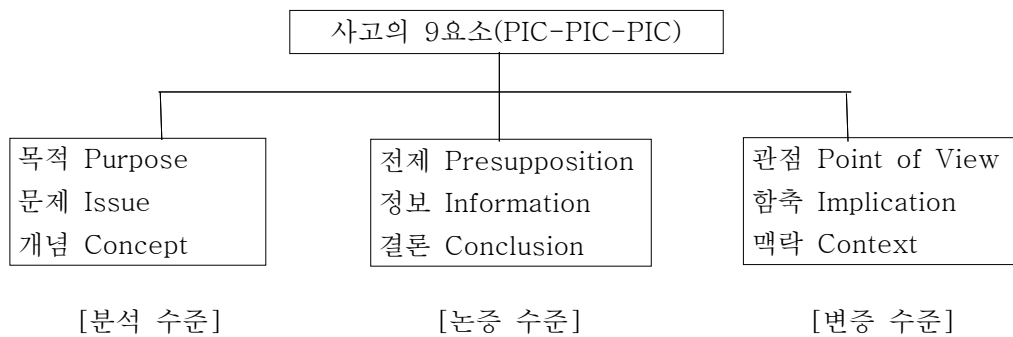 사고의 9요소(PIC-PIC-PIC)
목적 Purpose
문제 Issue
개념 Concept
전제 Presupposition
정보 Information
결론 Conclusion
관점 Point of View
함축 Implication
맥락 Context
[분석 수준]
[논증 수준]
[변증 수준]